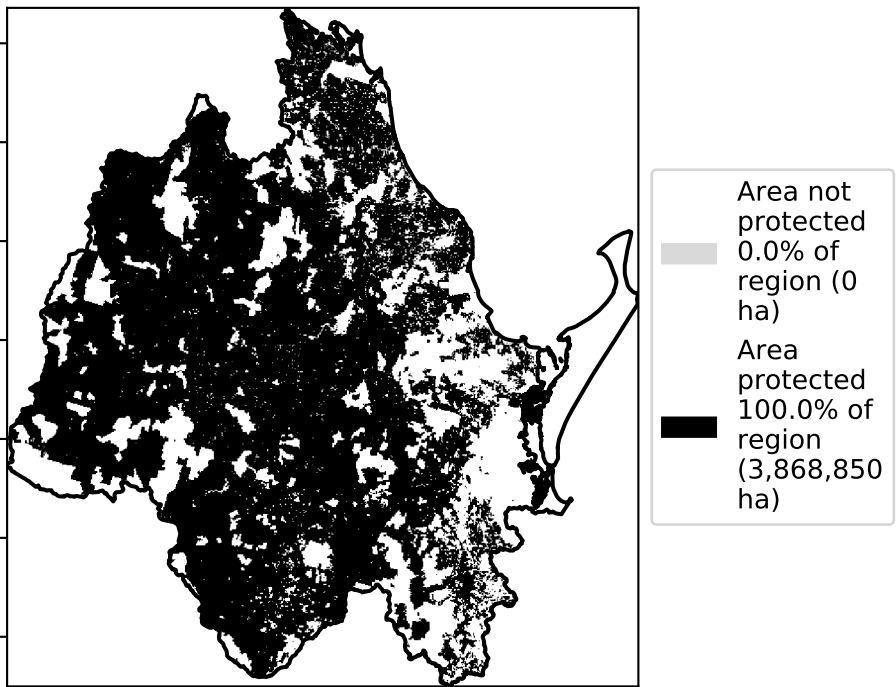 Area not
protected
0.0% of
region (0
ha)
Area
protected
100.0% of
region
(3,868,850
ha)